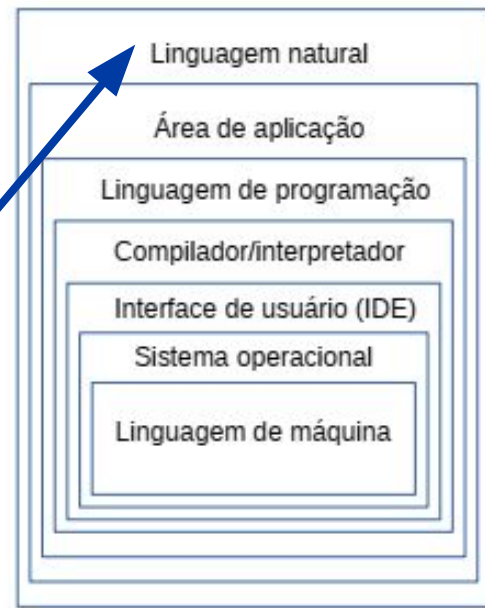 Linguagem natural
Área de aplicação
Linguagem de programação
Compilador/interpretador
Interface de usuário (IDE)
Sistema operacional
Linguagem de máquina